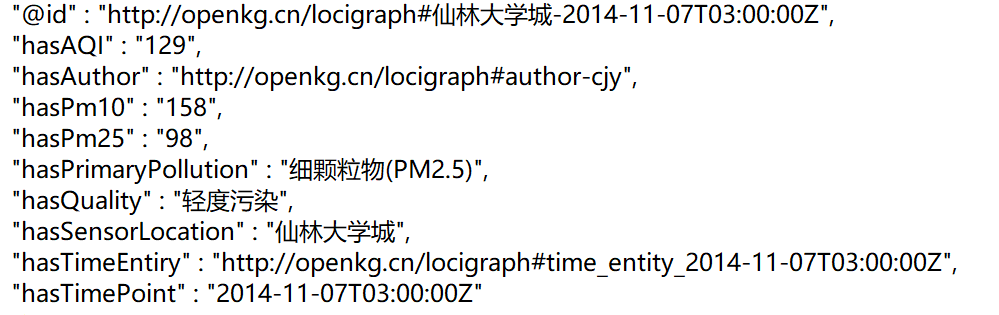 "@id" : "http://openkg.cn/locigraph#仙林大学城-2014-11-07T03:00:00Z",
"hasAQI" : "129",
"hasAuthor" : "http://openkg.cn/locigraph#author-cjy",
"hasPm10" : "158",
"hasPm25" : "98",
"hasPrimaryPollution" : "细颗粒物(PM2.5)",
"hasQuality" : "轻度污染",
"hasSensorLocation" : "仙林大学城",
"hasTimeEntiry" : "http://openkg.cn/locigraph#time_entity_2014-11-07T03:00:00Z",
"hasTimePoint" : "2014-11-07T03:00:00Z"